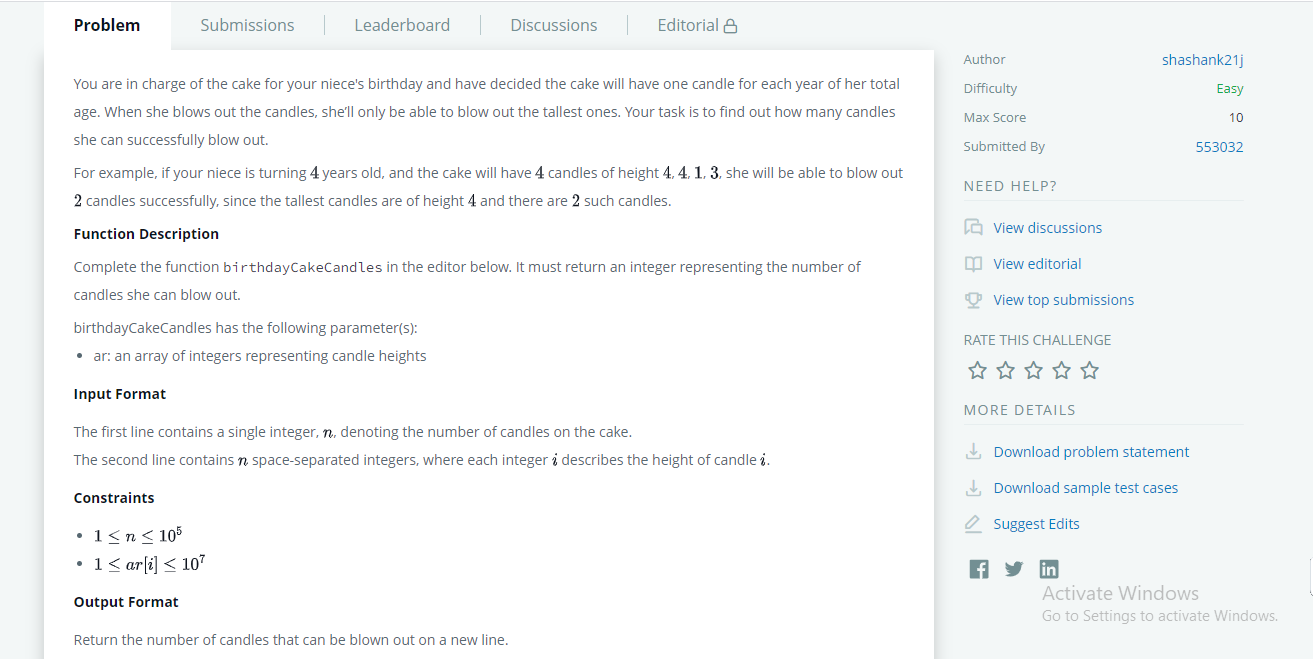 Problem
Submissions
Leaderboard
Discussions
Editorial
You are in charge of the cake for your niece's birthday and have decided the cake will have one candle for each year of her total
age. When she blows out the candles, she’ll only be able to blow out the tallest ones. Your task is to find out how many candles
she can successfully blow out.
For example, if your niece is turning 4 years old, and the cake will have 4 candles of height 4, 4, 1, 3, she will be able to blow out
2 candles successfully, since the tallest candles are of height 4 and there are 2 such candles.
Function Description
Complete the function birthdayCakeCandles in the editor below. It must return an integer representing the number of
candles she can blow out.
birthdayCakeCandles has the following parameter(s):
• ar: an array of integers representing candle heights
Input Format
The first line contains a single integer, n, denoting the number of candles on the cake.
The second line contains n space-separated integers, where each integer i describes the height of candle i.
Constraints
• 1 ≤ n ≤ 10⁵
• 1 ≤ ar[i] ≤ 10⁷
Output Format
Return the number of candles that can be blown out on a new line.
Author shashank21j
Difficulty Easy
Max Score 10
Submitted By 553032
NEED HELP?
View discussions
View editorial
View top submissions
RATE THIS CHALLENGE
MORE DETAILS
Download problem statement
Download sample test cases
Suggest Edits
Activate Windows
Go to Settings to activate Windows.